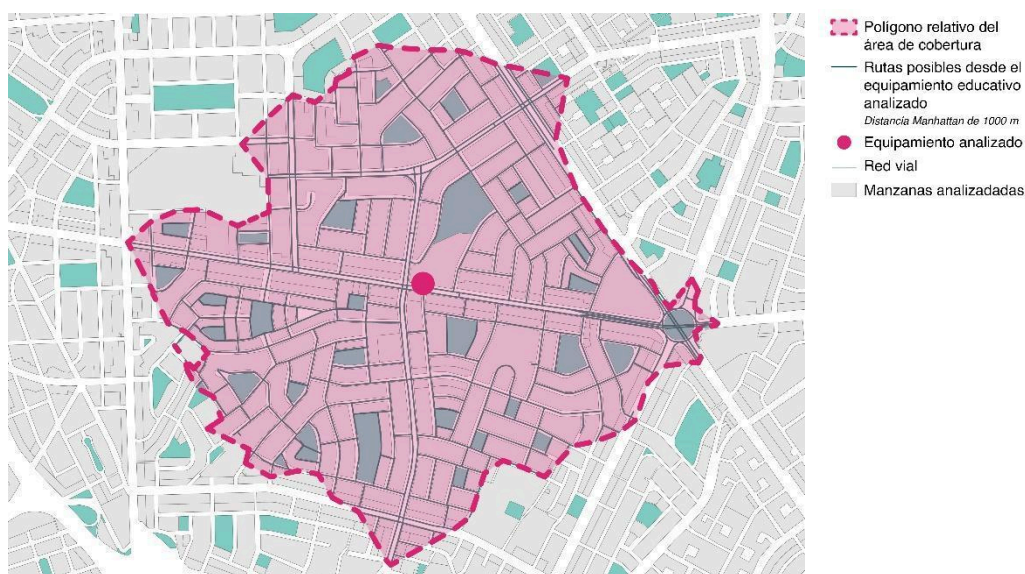 Polígono relativo del
área de cobertura
Rutas posibles desde el
equipamiento educativo
analizado
Distancia Manhattan de 1000 m
Equipamiento analizado
Red vial
Manzanas analizadadas